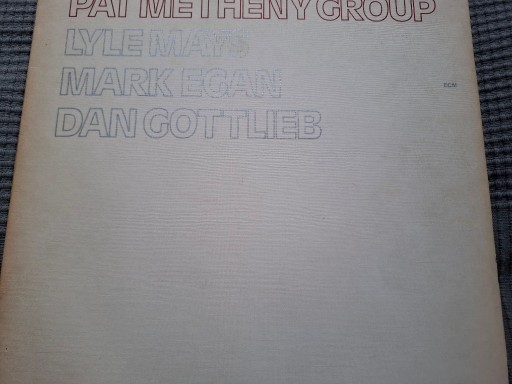 PAT METHENY GROUP
LYLE MAYS
MARK EGAN
DAN GOTTLIEB
ECM